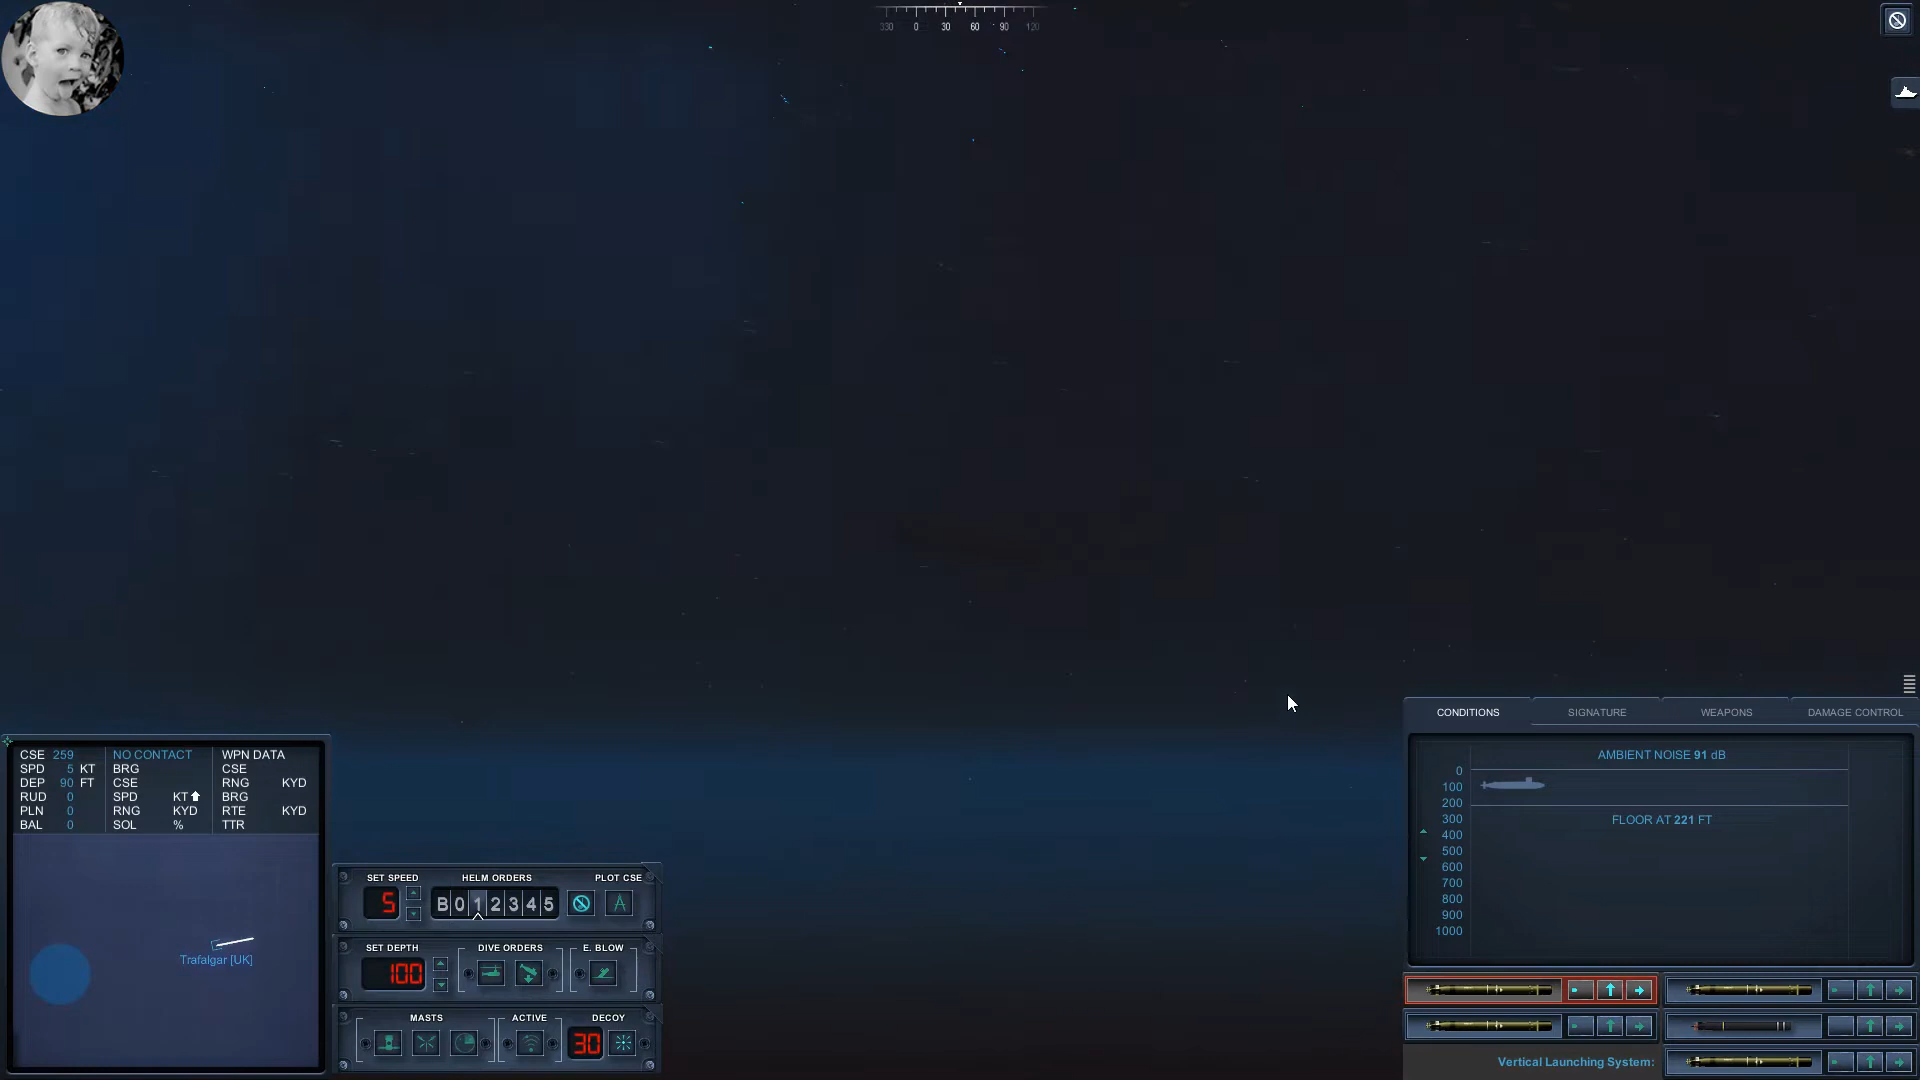 330 0 30 60 90 120
CSE 259 NO CONTACT WPN DATA
SPD 5 KT BRG CSE
DEP 90 FT CSE RNG KYD
RUD 0 SPD KT BRG
PLN 0 RNG KYD RTE KYD
BAL 0 SOL % TTR
Trafalgar [UK]
SET SPEED HELM ORDERS PLOT CSE
5 B 0 1 2 3 4 5
SET DEPTH DIVE ORDERS E. BLOW
100
MASTS ACTIVE DECOY
30
CONDITIONS SIGNATURE WEAPONS DAMAGE CONTROL
AMBIENT NOISE 91 dB
0
100
200
FLOOR AT 221 FT
300
400
500
600
700
800
900
1000
Vertical Launching System: